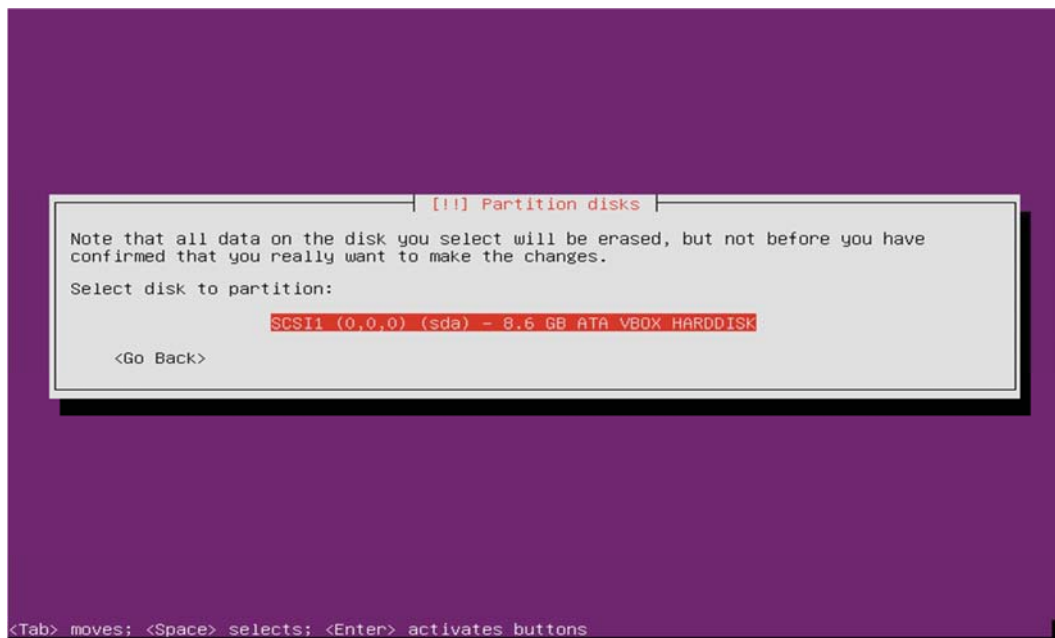 [!!] Partition disks
Note that all data on the disk you select will be erased, but not before you have
confirmed that you really want to make the changes.
Select disk to partition:
SCSI1 (0,0,0) (sda) - 8.6 GB ATA VBOX HARDDISK
<Go Back>
<Tab> moves; <Space> selects; <Enter> activates buttons